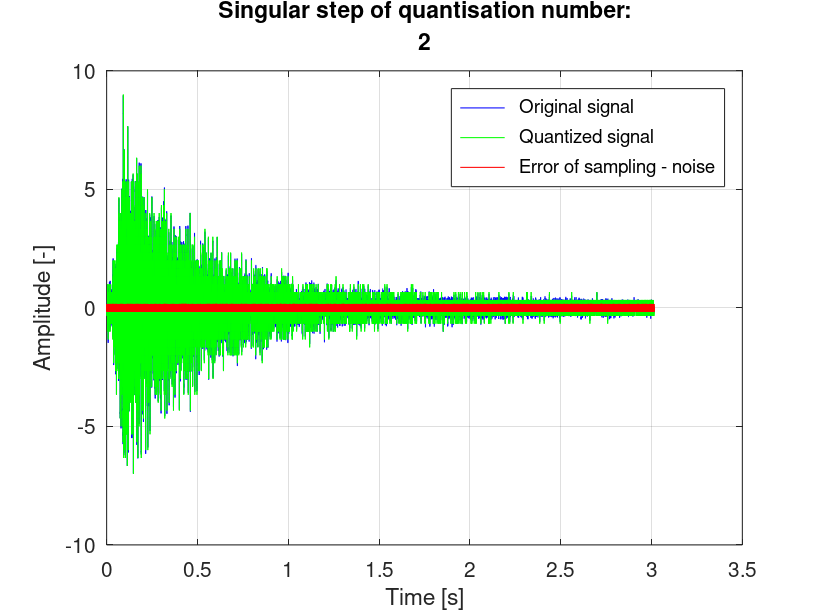 Singular step of quantisation number:
2
10
5
0
-5
-10
Amplitude [-]
Original signal
Quantized signal
Error of sampling - noise
0 0.5 1 1.5 2 2.5 3 3.5
Time [s]